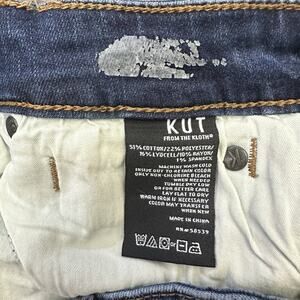 KUT
FROM THE KLOTH®
51% COTTON/22% POLYESTER/
16% LYOCELL/10% RAYON/
1% SPANDEX
MACHINE WASH COLD
INSIDE OUT TO RETAIN COLOR
ONLY NON-CHLORINE BLEACH
WHEN NEEDED
TUMBLE DRY LOW
OR FOR BETTER CARE
LAY FLAT TO DRY
WARM IRON IF NECESSARY
COLOR MAY TRANSFER
WHEN NEW
MADE IN CHINA
RN# 58539